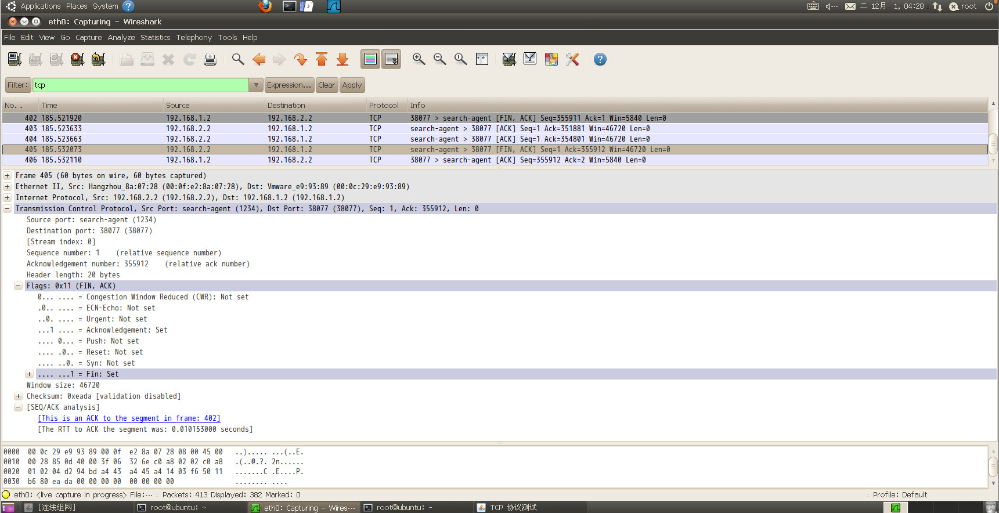 Applications Places System ? 二 12月 1, 04:28 root
eth0: Capturing - Wireshark
File Edit View Go Capture Analyze Statistics Telephony Tools Help
Filter: tcp Expression... Clear Apply
No. . Time Source Destination Protocol Info
402 185.521920 192.168.1.2 192.168.2.2 TCP 38077 > search-agent [FIN, ACK] Seq=355911 Ack=1 Win=5840 Len=0
403 185.523633 192.168.2.2 192.168.1.2 TCP search-agent > 38077 [ACK] Seq=1 Ack=351881 Win=46720 Len=0
404 185.523663 192.168.2.2 192.168.1.2 TCP search-agent > 38077 [ACK] Seq=1 Ack=354801 Win=46720 Len=0
405 185.532073 192.168.2.2 192.168.1.2 TCP search-agent > 38077 [FIN, ACK] Seq=1 Ack=355912 Win=46720 Len=0
406 185.532110 192.168.1.2 192.168.2.2 TCP 38077 > search-agent [ACK] Seq=355912 Ack=2 Win=5840 Len=0
Frame 405 (60 bytes on wire, 60 bytes captured)
Ethernet II, Src: Hangzhou_8a:07:28 (00:0f:e2:8a:07:28), Dst: Vmware_e9:93:89 (00:0c:29:e9:93:89)
Internet Protocol, Src: 192.168.2.2 (192.168.2.2), Dst: 192.168.1.2 (192.168.1.2)
Transmission Control Protocol, Src Port: search-agent (1234), Dst Port: 38077 (38077), Seq: 1, Ack: 355912, Len: 0
Source port: search-agent (1234)
Destination port: 38077 (38077)
[Stream index: 0]
Sequence number: 1 (relative sequence number)
Acknowledgement number: 355912 (relative ack number)
Header length: 20 bytes
Flags: 0x11 (FIN, ACK)
0... .... = Congestion Window Reduced (CWR): Not set
.0.. .... = ECN-Echo: Not set
..0. .... = Urgent: Not set
...1 .... = Acknowledgement: Set
.... 0... = Push: Not set
.... .0.. = Reset: Not set
.... ..0. = Syn: Not set
.... ...1 = Fin: Set
Window size: 46720
Checksum: 0xeada [validation disabled]
[SEQ/ACK analysis]
[This is an ACK to the segment in frame: 402]
[The RTT to ACK the segment was: 0.010153000 seconds]
0000 00 0c 29 e9 93 89 00 0f e2 8a 07 28 08 00 45 00 ..)..... ...(..E.
0010 00 28 85 0d 40 00 3f 06 32 6e c0 a8 02 02 c0 a8 .(..@.?. 2n......
0020 01 02 04 d2 94 bd a4 43 a4 45 a4 14 03 f6 50 11 .......C .E....P.
0030 b6 80 ea da 00 00 00 00 00 00 00 00 ........ ....
eth0: <live capture in progress> File:··· Packets: 413 Displayed: 382 Marked: 0 Profile: Default
[连线组网] root@ubuntu: ~ eth0: Capturing - Wires··· root@ubuntu: ~ TCP 协议测试